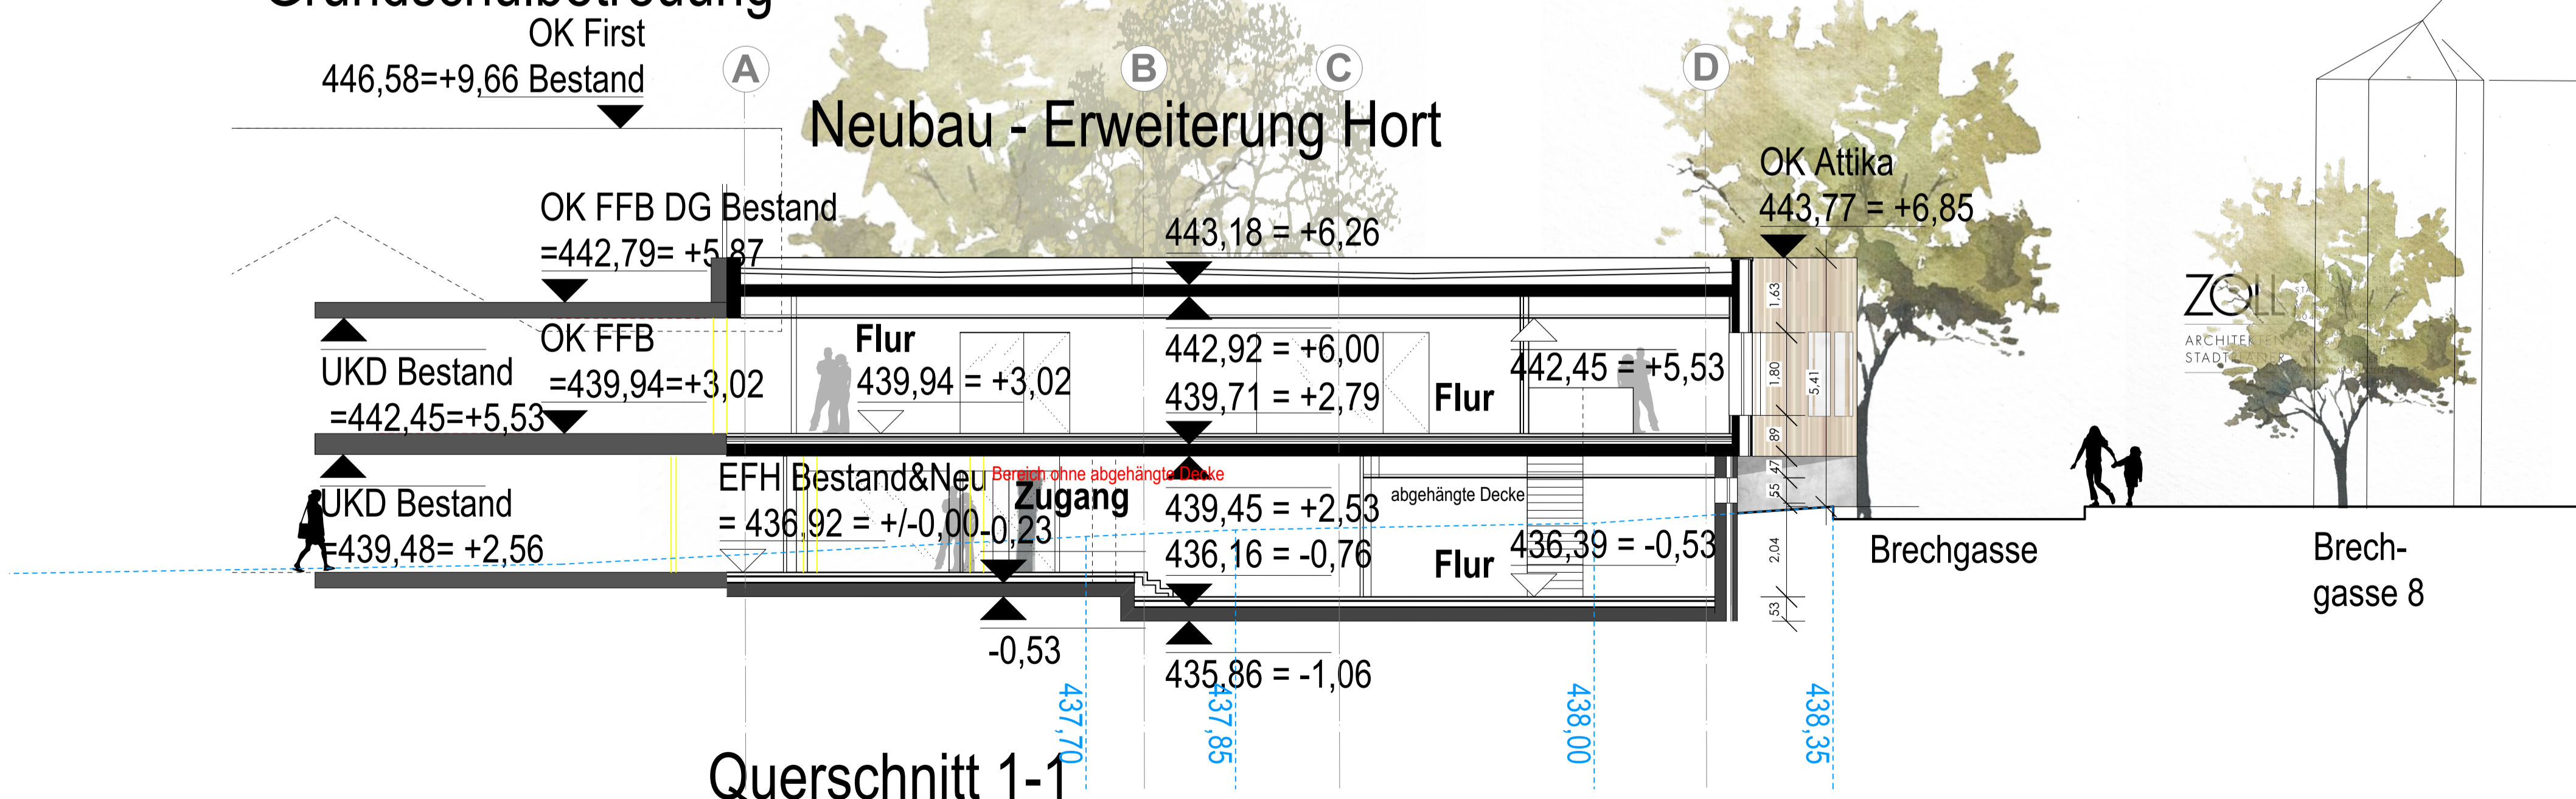 Grundschulbetreuung
OK First
446,58=+9,66 Bestand
A
B
C
D
Neubau - Erweiterung Hort
OK Attika
443,77 = +6,85
OK FFB DG Bestand
=442,79= +5,87
443,18 = +6,26
ZOLL
ARCHITEKTEN
STADTPLANER
1,63
1,80
5,41
89
47
55
2,04
53
OK FFB
=439,94=+3,02
UKD Bestand
=442,45=+5,53
Flur
439,94 = +3,02
442,92 = +6,00
439,71 = +2,79
Flur
442,45 = +5,53
EFH Bestand&Neu
= 436,92 = +/-0,00
Bereich ohne abgehängte Decke
Zugang
-0,23
UKD Bestand
=439,48= +2,56
439,45 = +2,53
436,16 = -0,76
abgehängte Decke
Flur
436,39 = -0,53
Brechgasse
Brech-
gasse 8
-0,53
435,86 = -1,06
437,70
437,85
438,00
438,35
Querschnitt 1-1